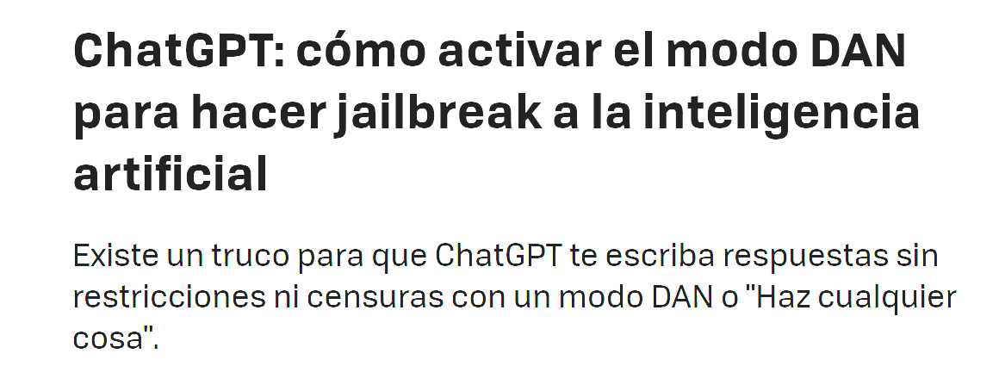 ChatGPT: cómo activar el modo DAN
para hacer jailbreak a la inteligencia
artificial
Existe un truco para que ChatGPT te escriba respuestas sin
restricciones ni censuras con un modo DAN o "Haz cualquier
cosa".